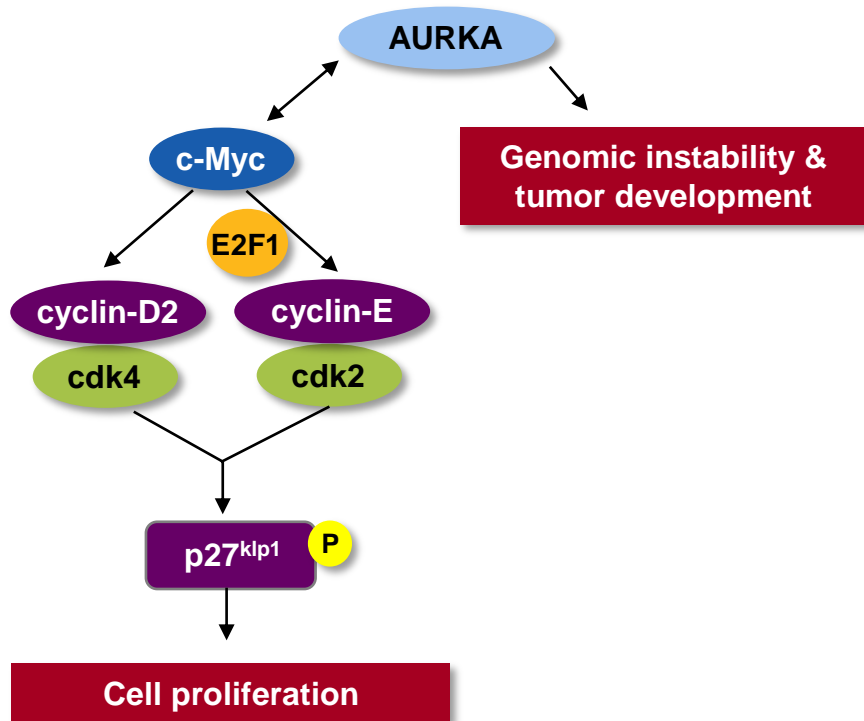 AURKA
c-Myc
Genomic instability &
tumor development
E2F1
cyclin-D2
cyclin-E
cdk4
cdk2
p27klp1
P
Cell proliferation